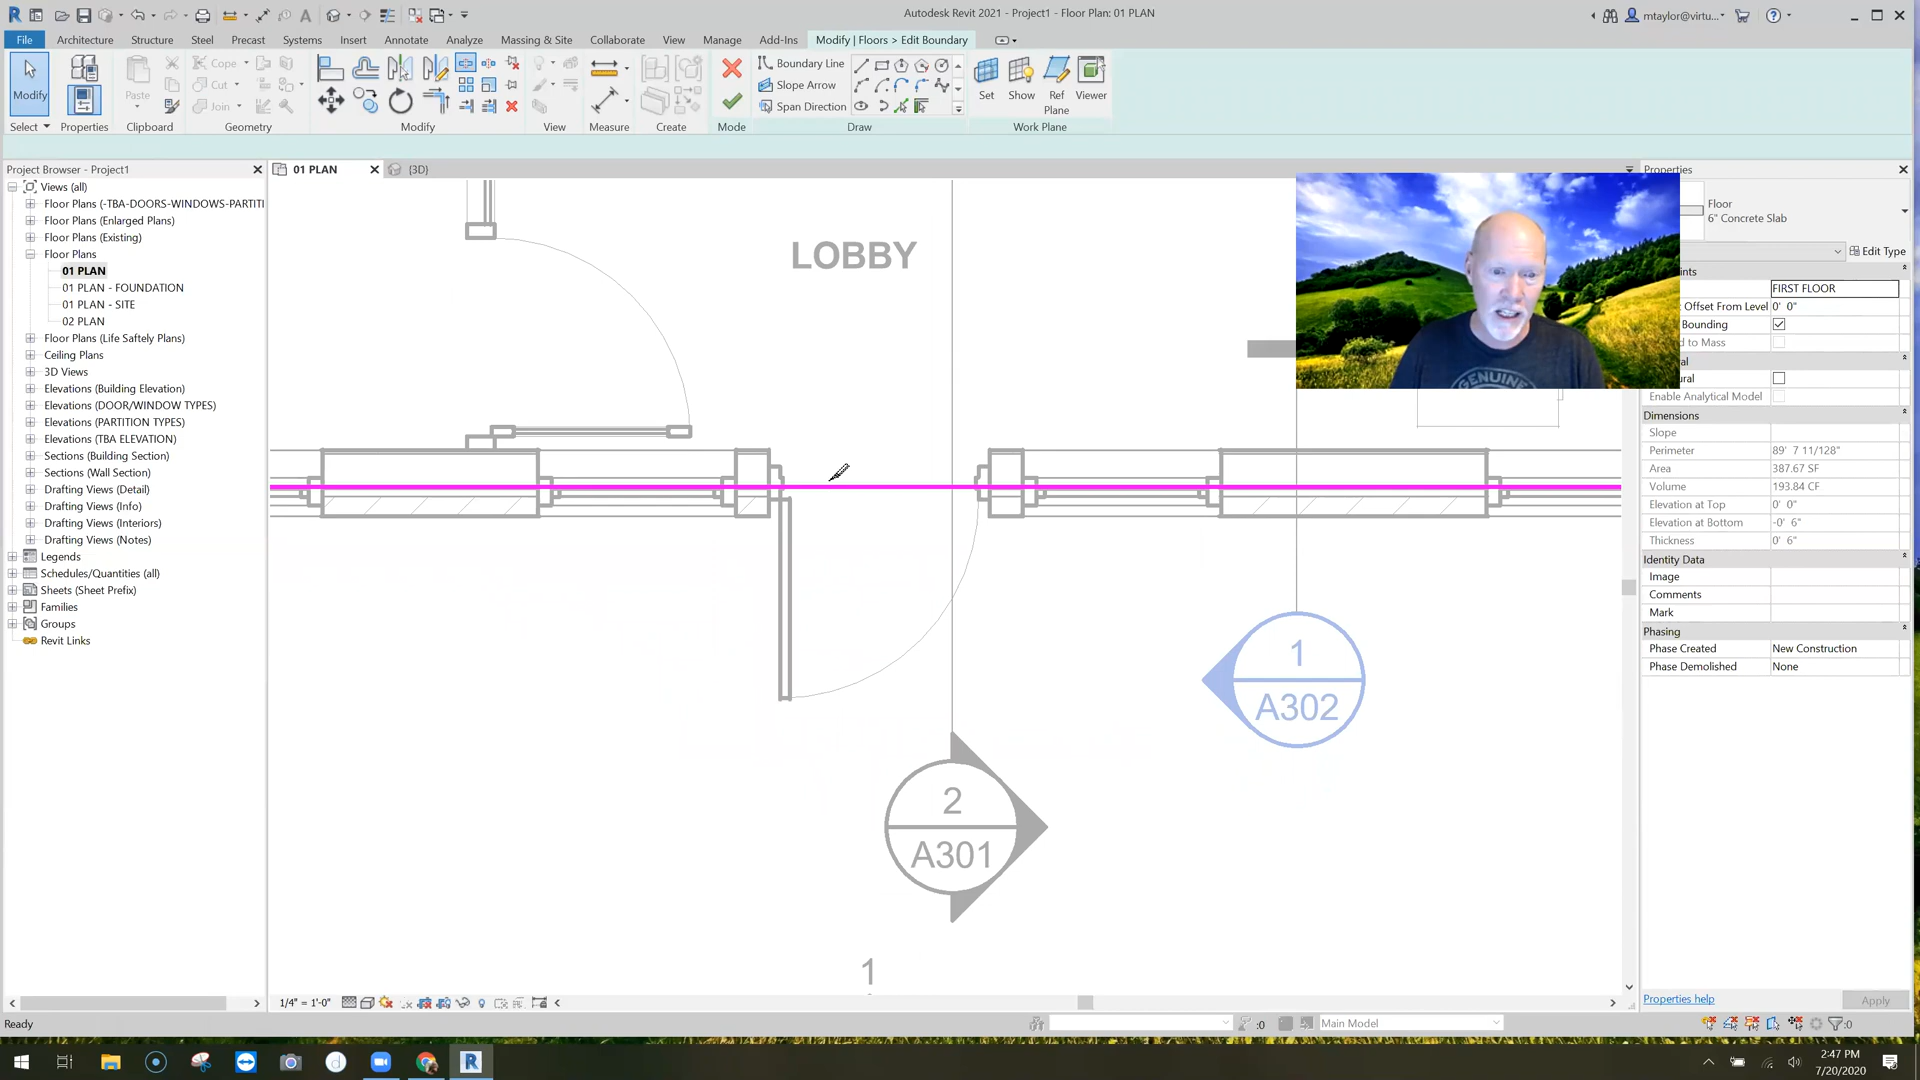 Autodesk Revit 2021 - Project1 - Floor Plan: 01 PLAN
mtaylor@virtu...
File Architecture Structure Steel Precast Systems Insert Annotate Analyze Massing & Site Collaborate View Manage Add-Ins Modify | Floors > Edit Boundary
Modify
Paste
Cope
Cut
Join
Boundary Line
Slope Arrow
Span Direction
Set Show Ref Plane Viewer
Select Properties Clipboard Geometry Modify View Measure Create Mode Draw Work Plane
Project Browser - Project1
01 PLAN
{3D}
Properties
Views (all)
Floor Plans (-TBA-DOORS-WINDOWS-PARTITI
Floor Plans (Enlarged Plans)
Floor Plans (Existing)
Floor Plans
01 PLAN
01 PLAN - FOUNDATION
01 PLAN - SITE
02 PLAN
Floor Plans (Life Saftely Plans)
Ceiling Plans
3D Views
Elevations (Building Elevation)
Elevations (DOOR/WINDOW TYPES)
Elevations (PARTITION TYPES)
Elevations (TBA ELEVATION)
Sections (Building Section)
Sections (Wall Section)
Drafting Views (Detail)
Drafting Views (Info)
Drafting Views (Exteriors)
Drafting Views (Interiors)
Drafting Views (Notes)
Legends
Schedules/Quantities (all)
Sheets (Sheet Prefix)
Families
Groups
Revit Links
LOBBY
1
A302
2
A301
1
GENUINE
Floor
6" Concrete Slab
Edit Type
ints
FIRST FLOOR
t Offset From Level 0' 0"
Bounding
d to Mass
ral
ural
Enable Analytical Model
Dimensions
Slope
Perimeter 89' 7 11/128"
Area 387.67 SF
Volume 193.84 CF
Elevation at Top 0' 0"
Elevation at Bottom -0' 6"
Thickness 0' 6"
Identity Data
Image
Comments
Mark
Phasing
Phase Created New Construction
Phase Demolished None
Properties help
Apply
1/4" = 1'-0"
Ready
:0
Main Model
:0
2:47 PM
7/20/2020